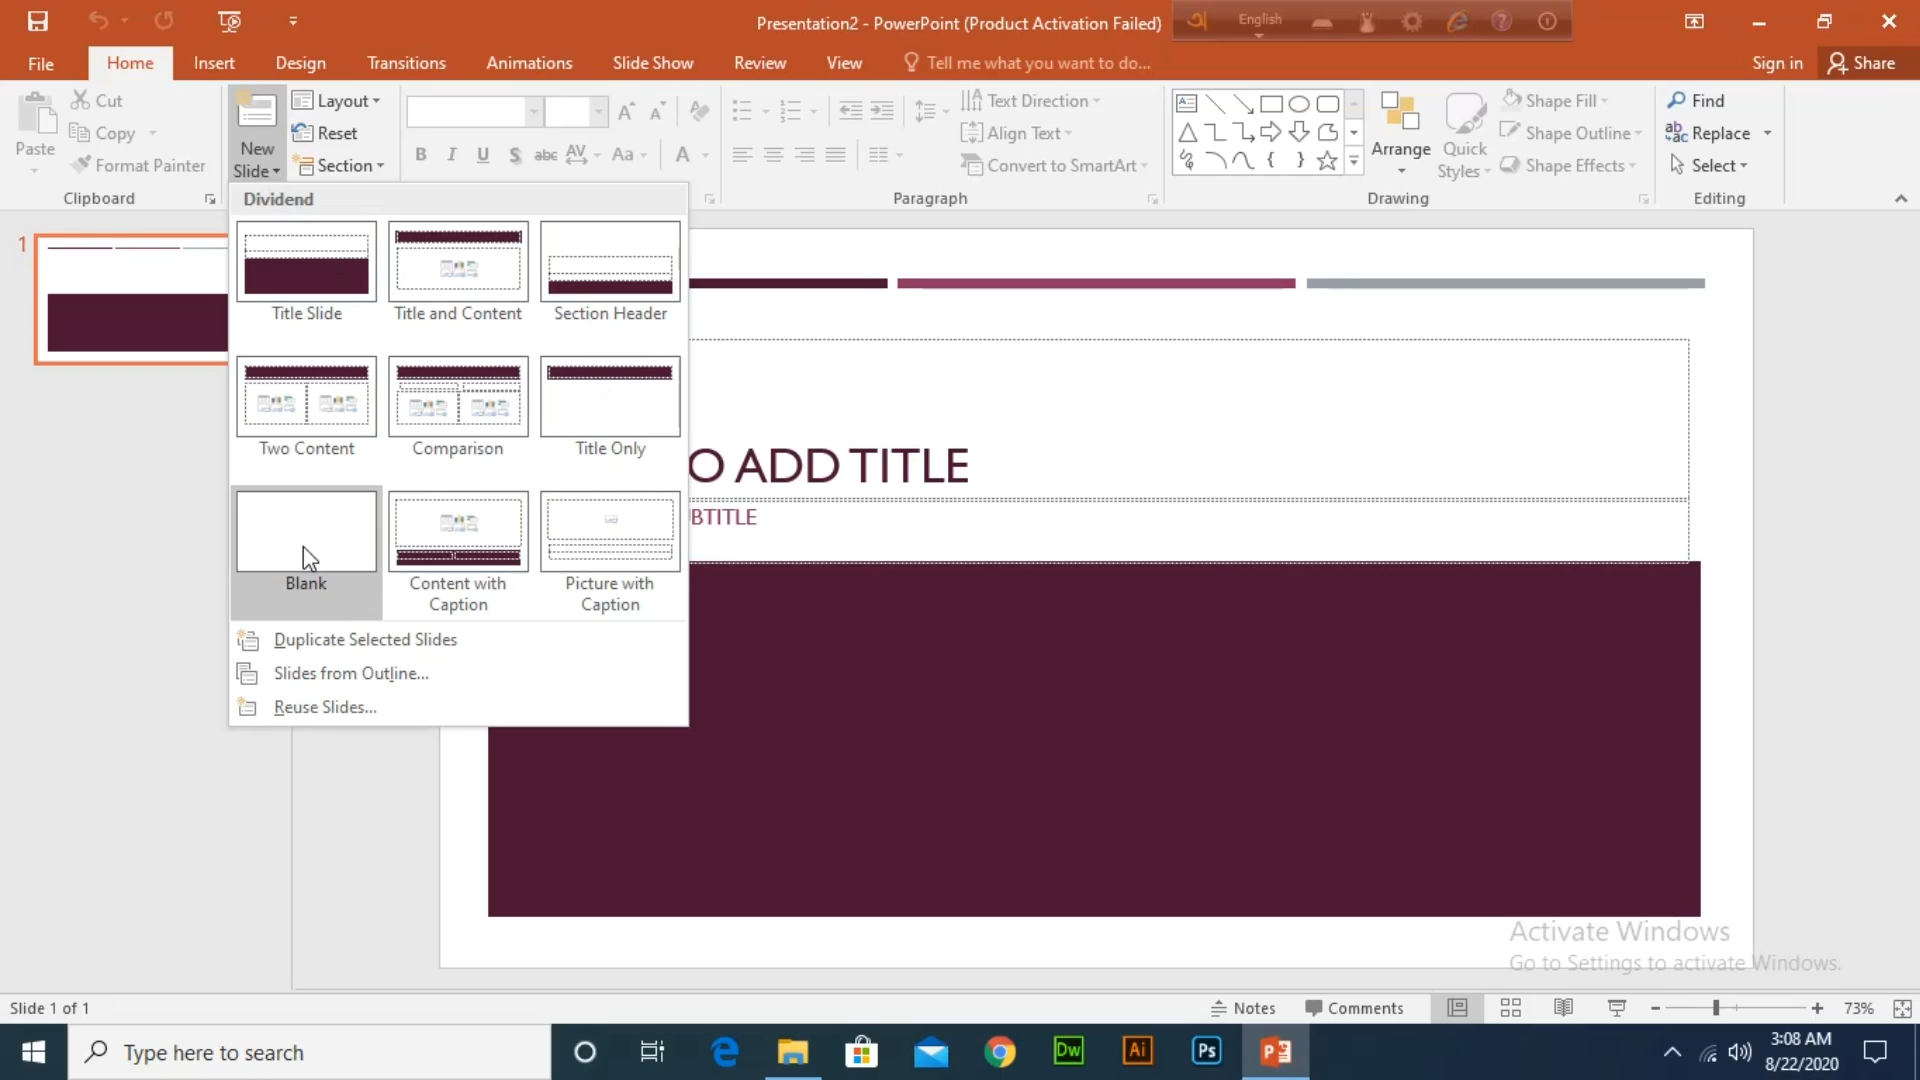 Presentation2 - PowerPoint (Product Activation Failed)
English
File
Home
Insert
Design
Transitions
Animations
Slide Show
Review
View
Tell me what you want to do...
Sign in
Share
Paste
Cut
Copy
Format Painter
Clipboard
New
Slide
Layout
Reset
Section
B
I
U
S
abc
AV
Aa
A
Text Direction
Align Text
Convert to SmartArt
Paragraph
Arrange
Quick
Styles
Shape Fill
Shape Outline
Shape Effects
Drawing
Find
Replace
Select
Editing
Dividend
Title Slide
Title and Content
Section Header
Two Content
Comparison
Title Only
Blank
Content with
Caption
Picture with
Caption
Duplicate Selected Slides
Slides from Outline...
Reuse Slides...
1
O ADD TITLE
BTITLE
Activate Windows
Go to Settings to activate Windows.
Slide 1 of 1
Notes
Comments
73%
Type here to search
Dw
Ai
Ps
3:08 AM
8/22/2020